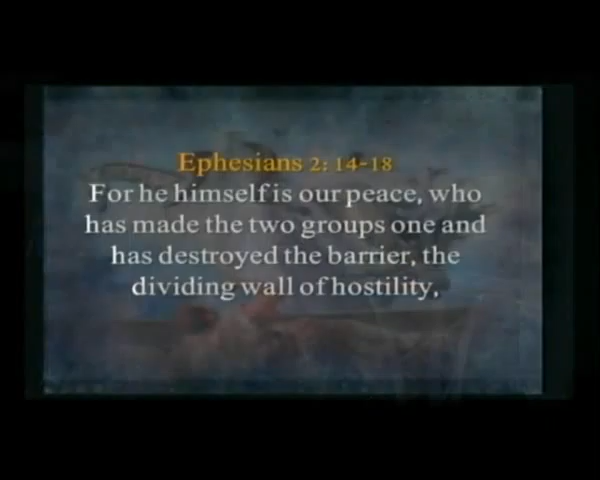 Ephesians 2: 14-18
For he himself is our peace, who
has made the two groups one and
has destroyed the barrier, the
dividing wall of hostility,